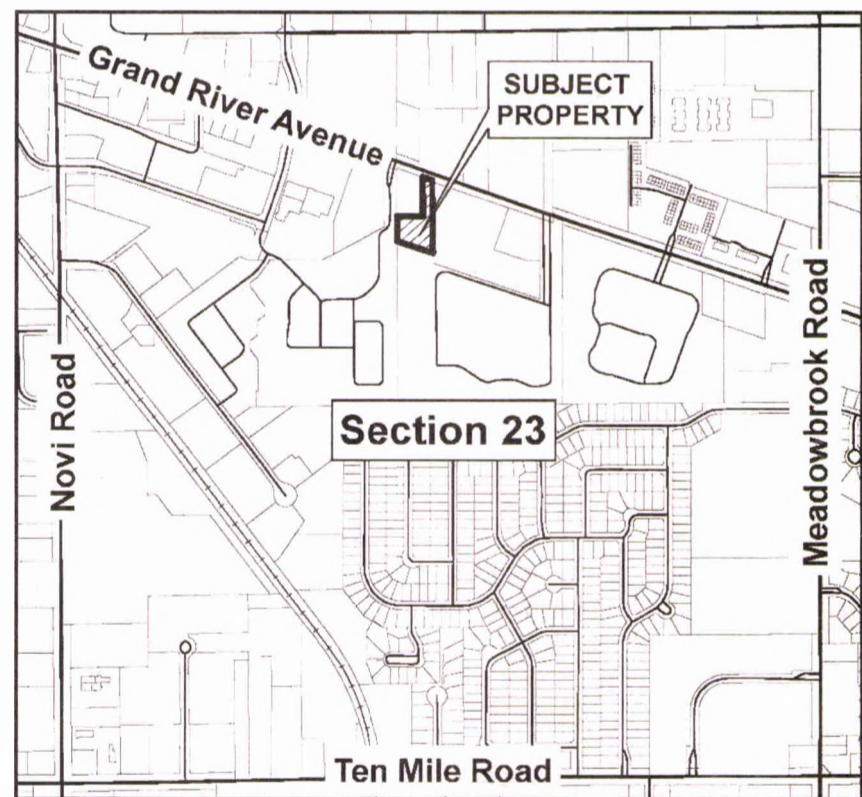 Grand River Avenue
SUBJECT
PROPERTY
Novi Road
Section 23
Meadowbrook Road
Ten Mile Road